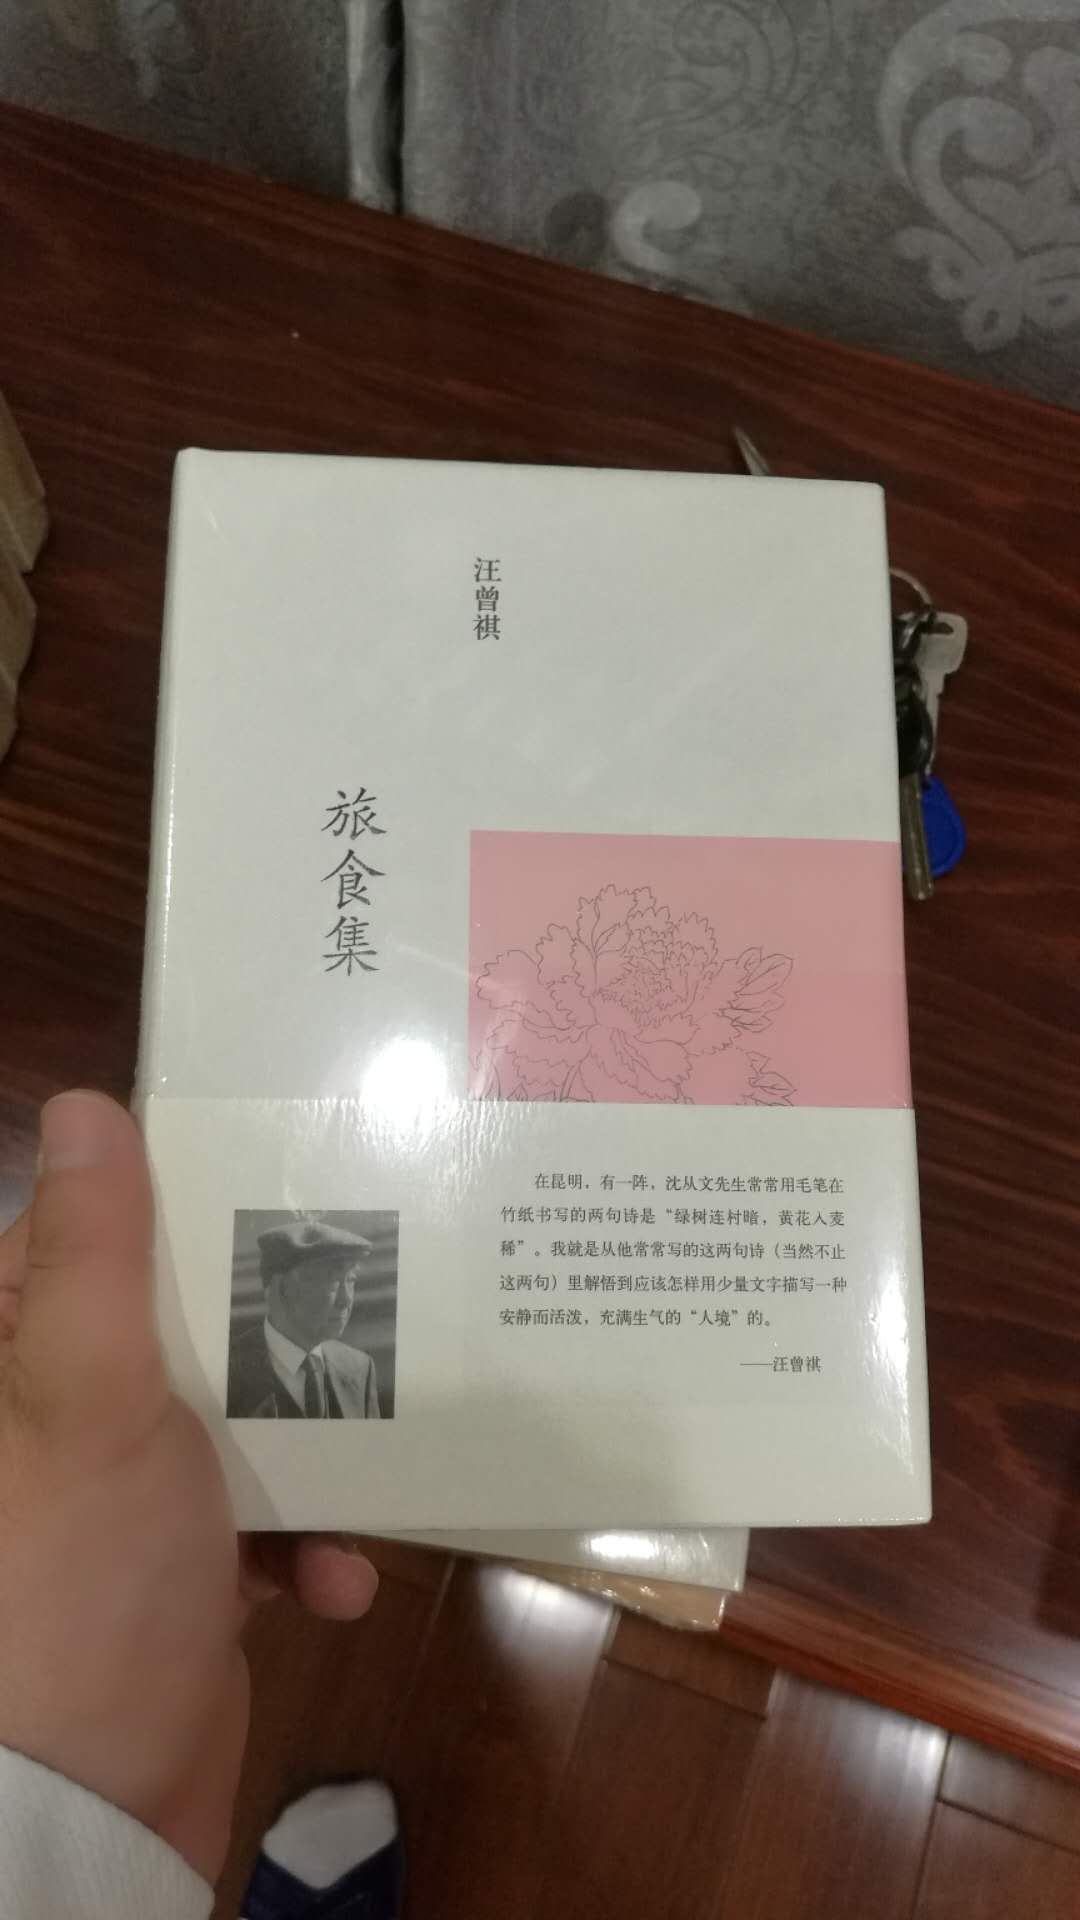 汪曾祺
旅食集
在昆明，有一阵，沈从文先生常常用毛笔在
竹纸书写的两句诗是“绿树连村暗，黄花入麦
稀”。我就是从他常常写的这两句诗（当然不止
这两句）里解悟到应该怎样用少量文字描写一种
安静而活泼，充满生气的“人境”的。
——汪曾祺